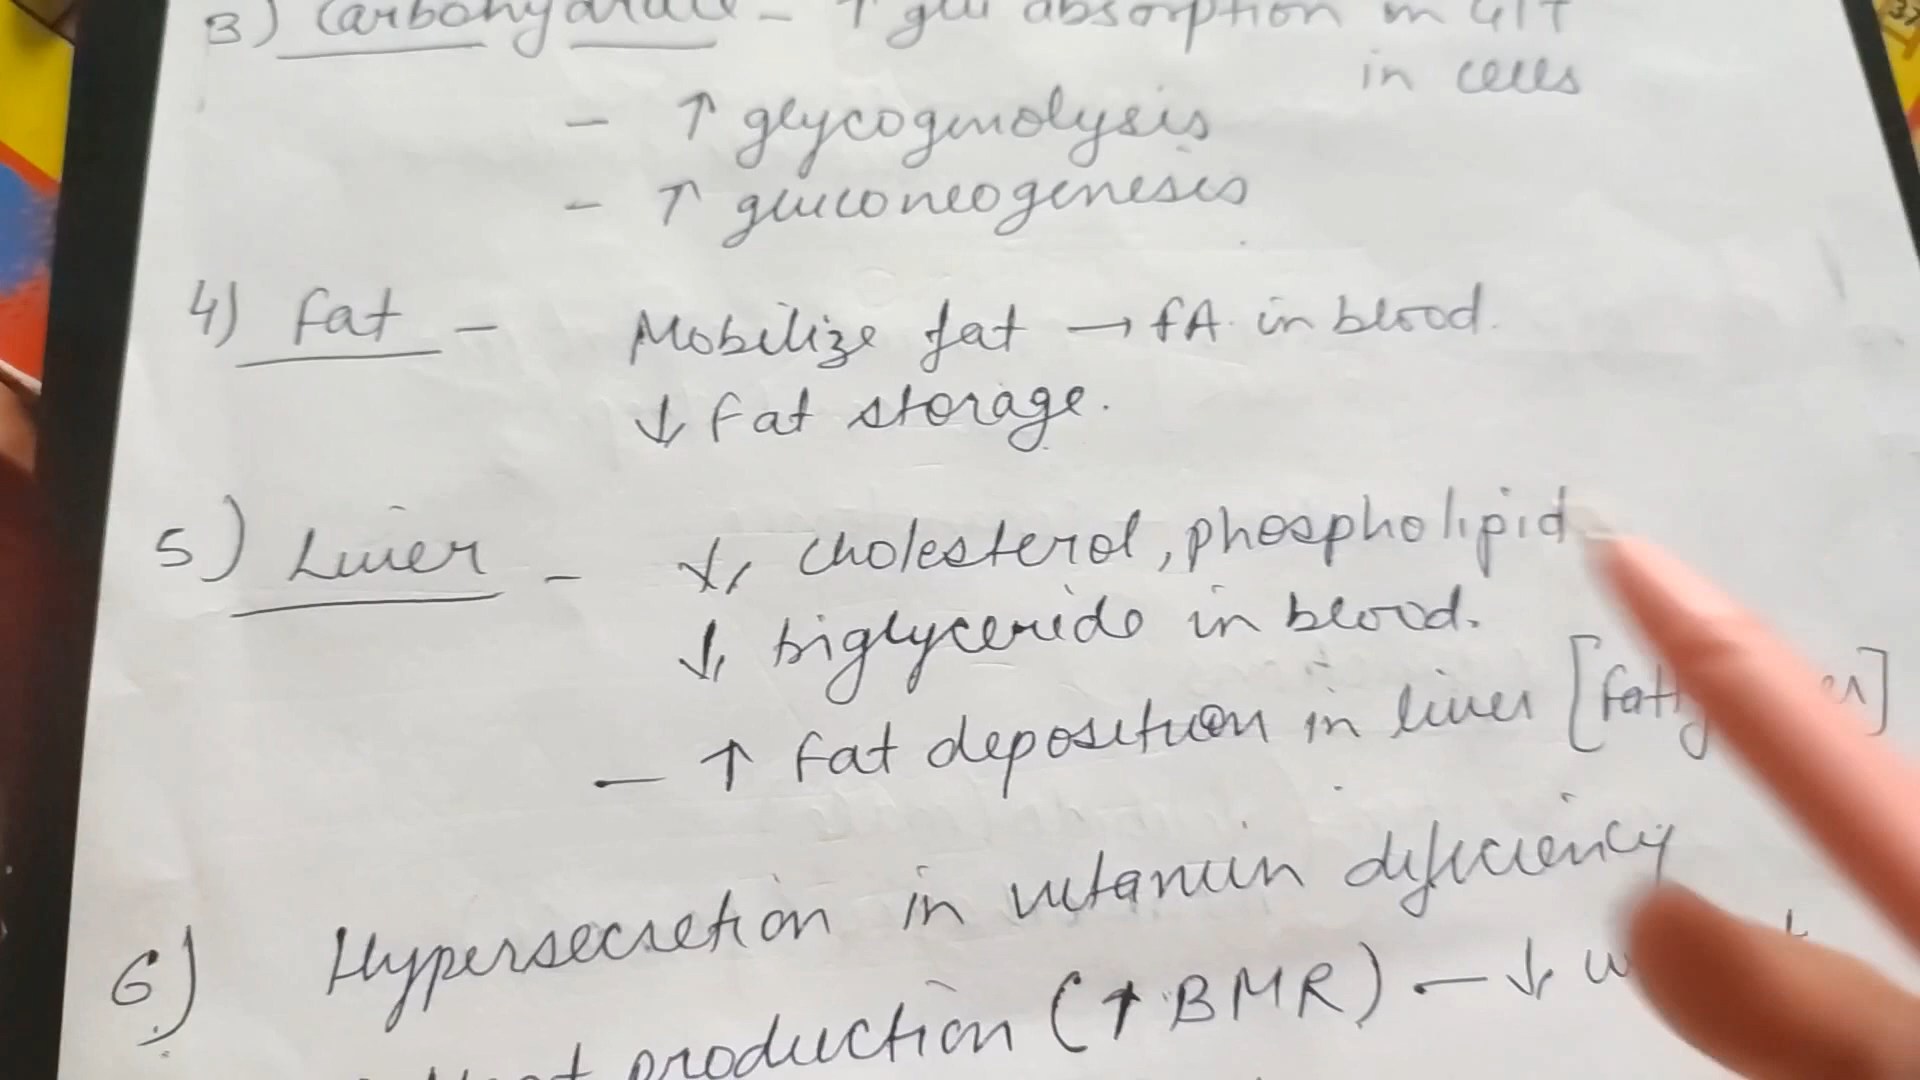 3) Carbohydrate - ↑ glu absorption in GIT
in cells
- ↑ glycogenolysis
- ↑ gluconeogenesis
4) Fat - Mobilize fat → fA. in blood.
↓ Fat storage.
5) Liver - ↓, cholesterol, phospholipid
↓, triglyceride in blood.
- ↑ fat deposition in liver [fatty
6) Hypersecretion in vitamin deficiency
production (↑ BMR) - ↓